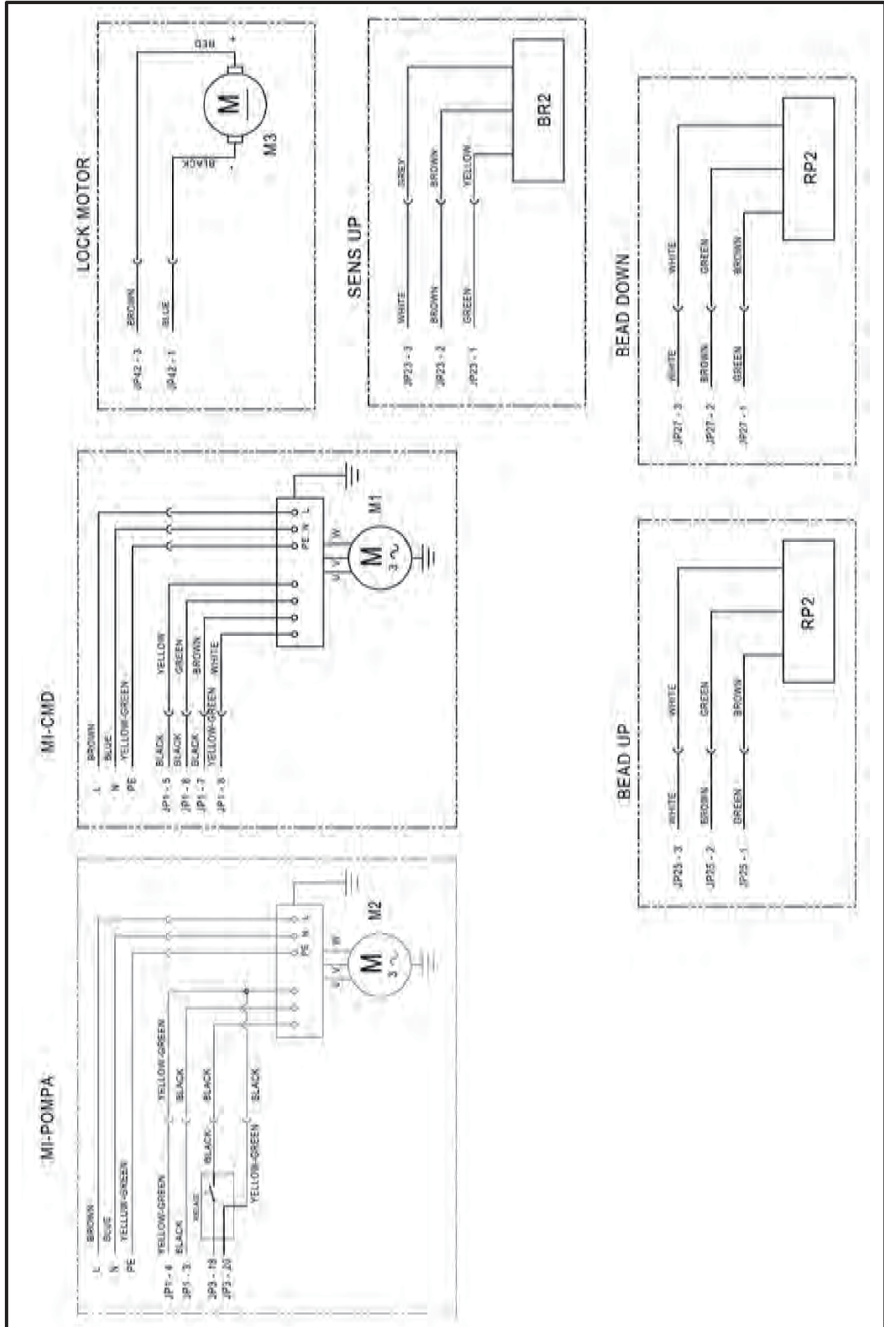 MI-POMPA
L BROWN
N BLUE
PE YELLOW-GREEN
JP1 - 4 YELLOW-GREEN YELLOW-GREEN
JP1 - 3 BLACK BLACK
JP3 - 19 BLACK BLACK
JP3 - 20 YELLOW-GREEN BLACK
PE N L
U V W
M
3 ~
M2
MI-CMD
L BROWN
N BLUE
PE YELLOW-GREEN
JP1 - 5 BLACK YELLOW
JP1 - 6 BLACK GREEN
JP1 - 7 BLACK BROWN
JP1 - 8 YELLOW-GREEN WHITE
PE N L
U V W
M
3 ~
M1
LOCK MOTOR
JP42 - 3 BROWN RED +
JP42 - 1 BLUE BLACK -
M
M3
SENS UP
JP23 - 3 WHITE GREY
JP23 - 2 BROWN BROWN
JP23 - 1 GREEN YELLOW
BR2
BEAD UP
JP25 - 3 WHITE WHITE
JP25 - 2 BROWN GREEN
JP25 - 1 GREEN BROWN
RP2
BEAD DOWN
JP27 - 3 WHITE WHITE
JP27 - 2 BROWN GREEN
JP27 - 1 GREEN BROWN
RP2